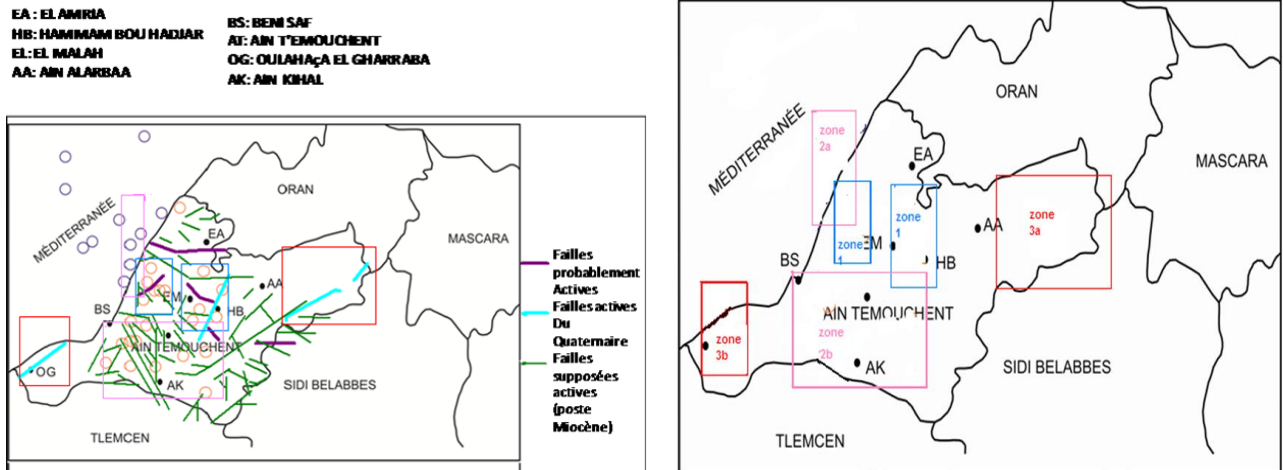 EA : EL AMRIA
HB: HAMMAM BOU HADJAR
EL: EL MALAH
AA: AIN ALARBAA
BS: BENI SAF
AT: AIN T'EMOUCHENT
OG: OULAHAçA EL GHARRABA
AK: AIN KIHAL
MÉDITERRANÉE
ORAN
MASCARA
EA
EM
AA
HB
BS
AIN TEMOUCHENT
OG
AK
SIDI BELABBES
TLEMCEN
Failles
probablement
Actives
Failles actives
Du
Quaternaire
Failles
supposées
actives
(poste
Miocène)
ORAN
MÉDITERRANÉE
zone
2a
EA
MASCARA
zone
1
zone
1
EM
AA
zone
3a
HB
BS
AIN TEMOUCHENT
zone
2b
zone
3b
AK
SIDI BELABBES
TLEMCEN